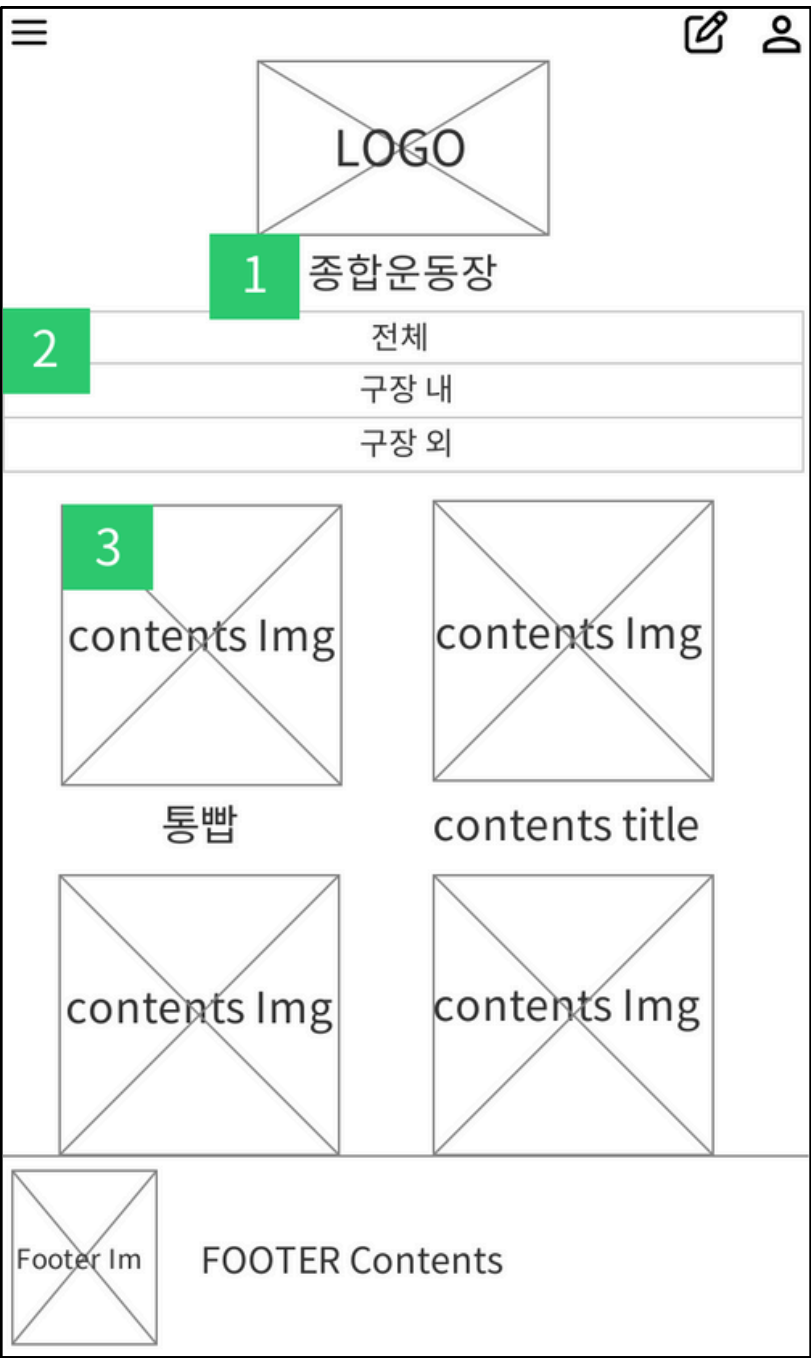 LOGO
1 종합운동장
2 전체
구장 내
구장 외
3
contents Img contents Img
통빱 contents title
contents Img contents Img
Footer Im FOOTER Contents